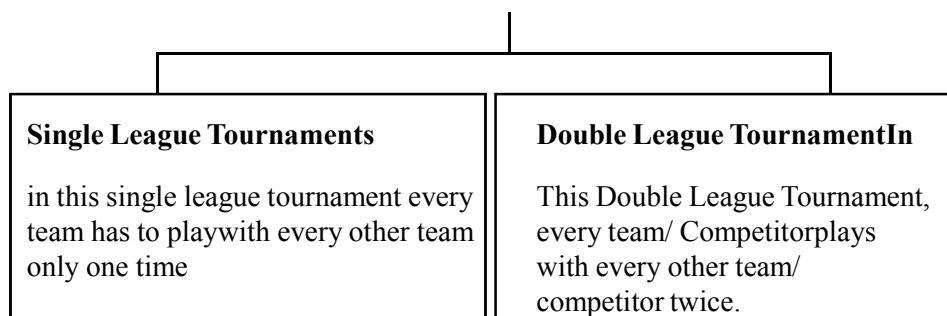 Single League Tournaments
in this single league tournament every
team has to playwith every other team
only one time
Double League TournamentIn
This Double League Tournament,
every team/ Competitorplays
with every other team/
competitor twice.